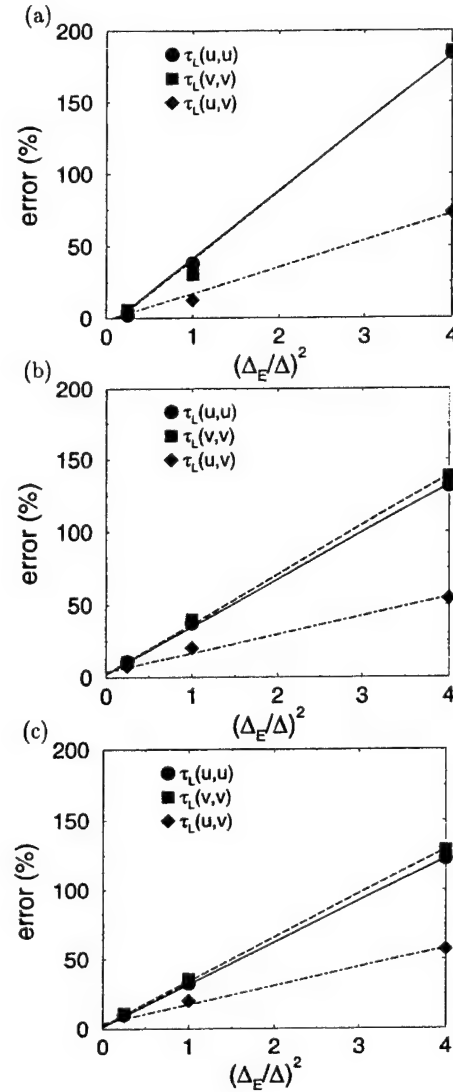 (a)
200
τL(u,u)
τL(v,v)
150
τL(u,v)
error (%)
100
50
0
0 1 2 3 4
(ΔE/Δ)²
(b)
200
τL(u,u)
τL(v,v)
150
τL(u,v)
error (%)
100
50
0
0 1 2 3 4
(ΔE/Δ)²
(c)
200
τL(u,u)
τL(v,v)
150
τL(u,v)
error (%)
100
50
0
0 1 2 3 4
(ΔE/Δ)²